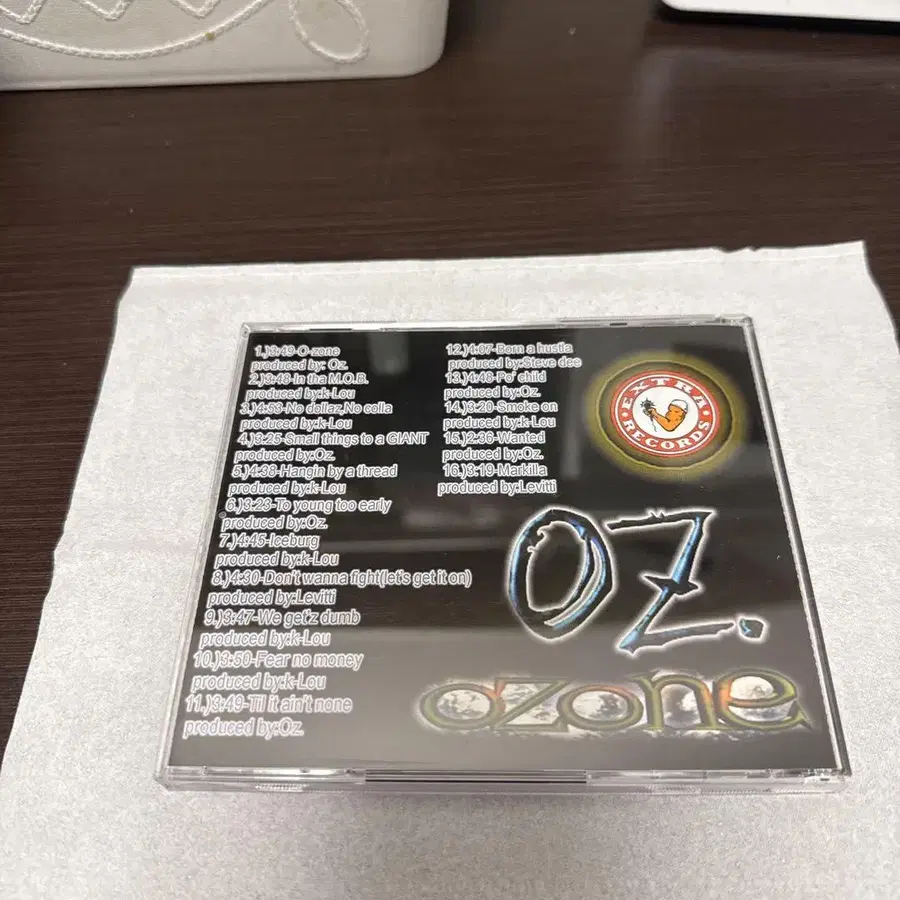 1.)3:49-O-zone
produced by: Oz.
2.)3:48-In tha M.O.B.
produced by:k-Lou
3.)4:53-No dollaz,No colla
produced by:k-Lou
4.)3:25-Small things to a GIANT
produced by:Oz.
5.)4:38-Hangin by a thread
produced by:k-Lou
6.)3:23-To young too early
produced by:Oz.
7.)4:45-Iceburg
produced by:k-Lou
8.)4:30-Don't wanna fight(let's get it on)
produced by:Levitti
9.)3:47-We get'z dumb
produced by:k-Lou
10.)3:50-Fear no money
produced by:k-Lou
11.)3:49-Til it ain't none
produced by:Oz.
12.)4:07-Born a hustla
produced by:Steve dee
13.)4:48-Po' child
produced by:Oz.
14.)3:20-Smoke on
produced by:k-Lou
15.)2:36-Wanted
produced by:Oz.
16.)3:19-Markilla
produced by:Levitti
EXTRA
RECORDS
OZ.
o'zone